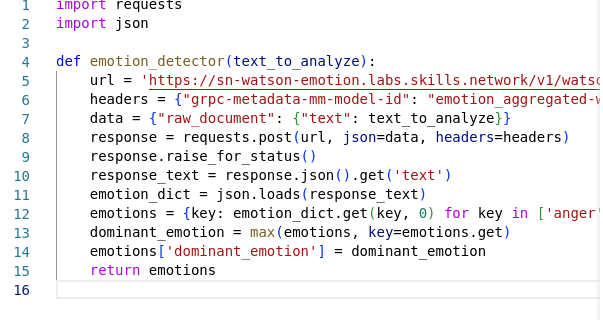 1 import requests
2 import json
3
4 def emotion_detector(text_to_analyze):
5     url = 'https://sn-watson-emotion.labs.skills.network/v1/watso
6     headers = {"grpc-metadata-mm-model-id": "emotion_aggregated-w
7     data = {"raw_document": {"text": text_to_analyze}}
8     response = requests.post(url, json=data, headers=headers)
9     response.raise_for_status()
10     response_text = response.json().get('text')
11     emotion_dict = json.loads(response_text)
12     emotions = {key: emotion_dict.get(key, 0) for key in ['anger'
13     dominant_emotion = max(emotions, key=emotions.get)
14     emotions['dominant_emotion'] = dominant_emotion
15     return emotions
16